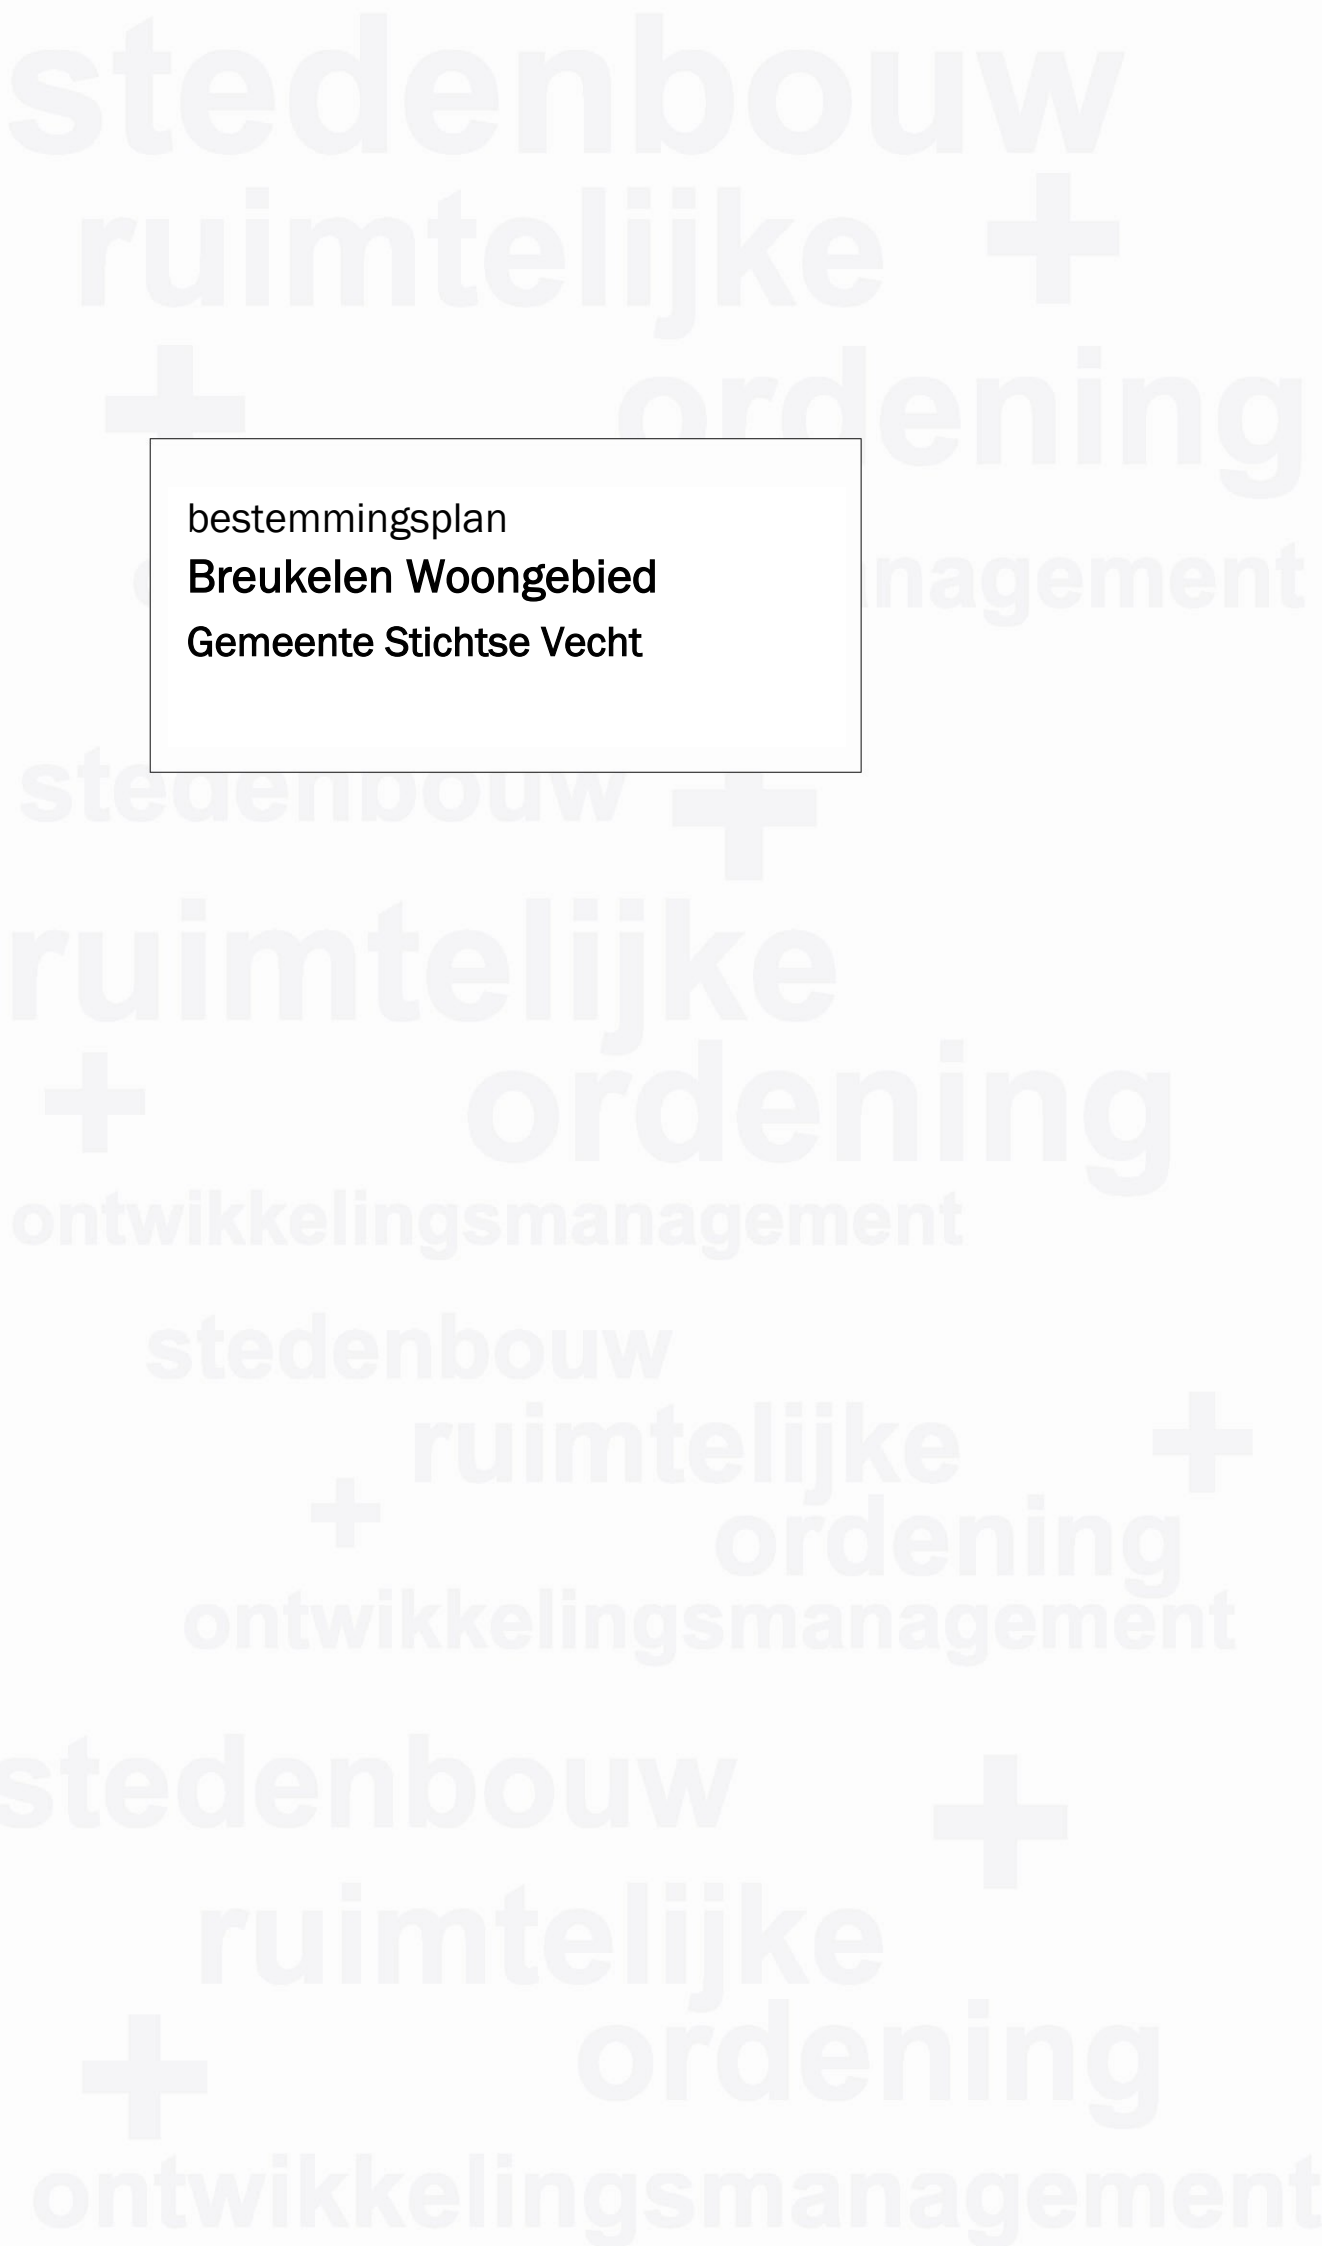 stedenbouw
ruimtelijke +
+ ordening
bestemmingsplan
Breukelen Woongebied
Gemeente Stichtse Vecht
stedenbouw +
ruimtelijke
+ ordening
ontwikkelingsmanagement
stedenbouw
ruimtelijke +
+ ordening
ontwikkelingsmanagement
stedenbouw +
ruimtelijke
+ ordening
ontwikkelingsmanagement